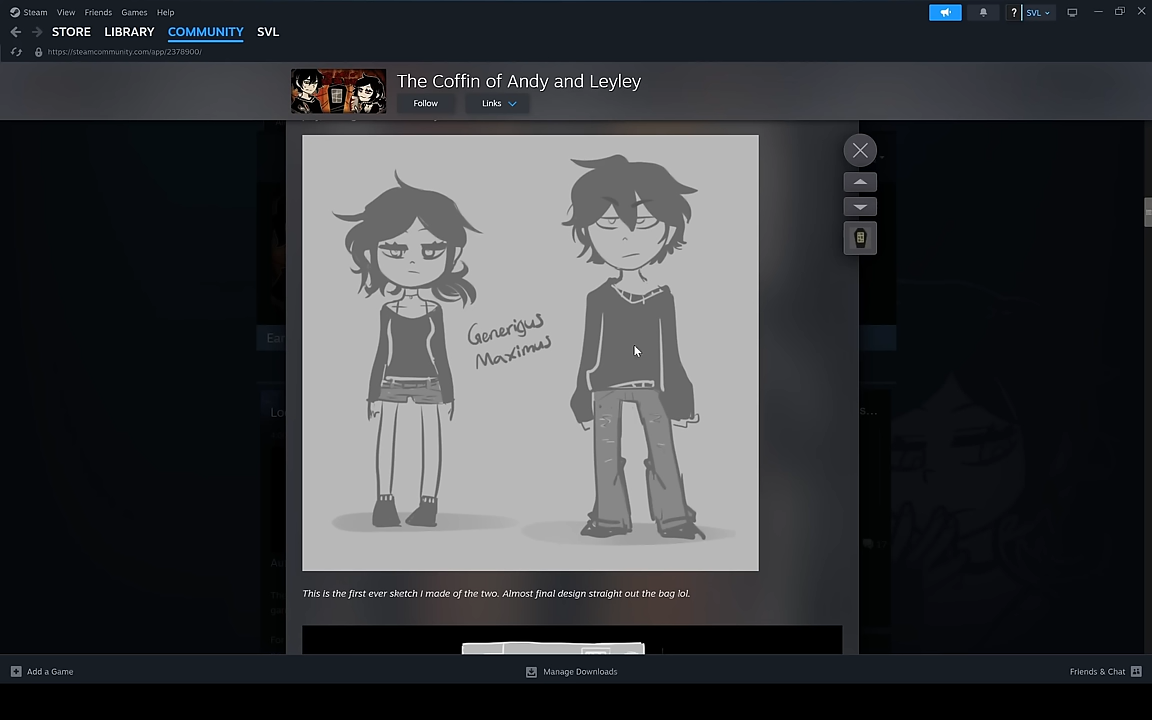 Steam View Friends Games Help
? SVL
STORE LIBRARY COMMUNITY SVL
https://steamcommunity.com/app/2378900/
The Coffin of Andy and Leyley
Follow Links
Generigus
Maximus
This is the first ever sketch I made of the two. Almost final design straight out the bag lol.
Add a Game Manage Downloads Friends & Chat